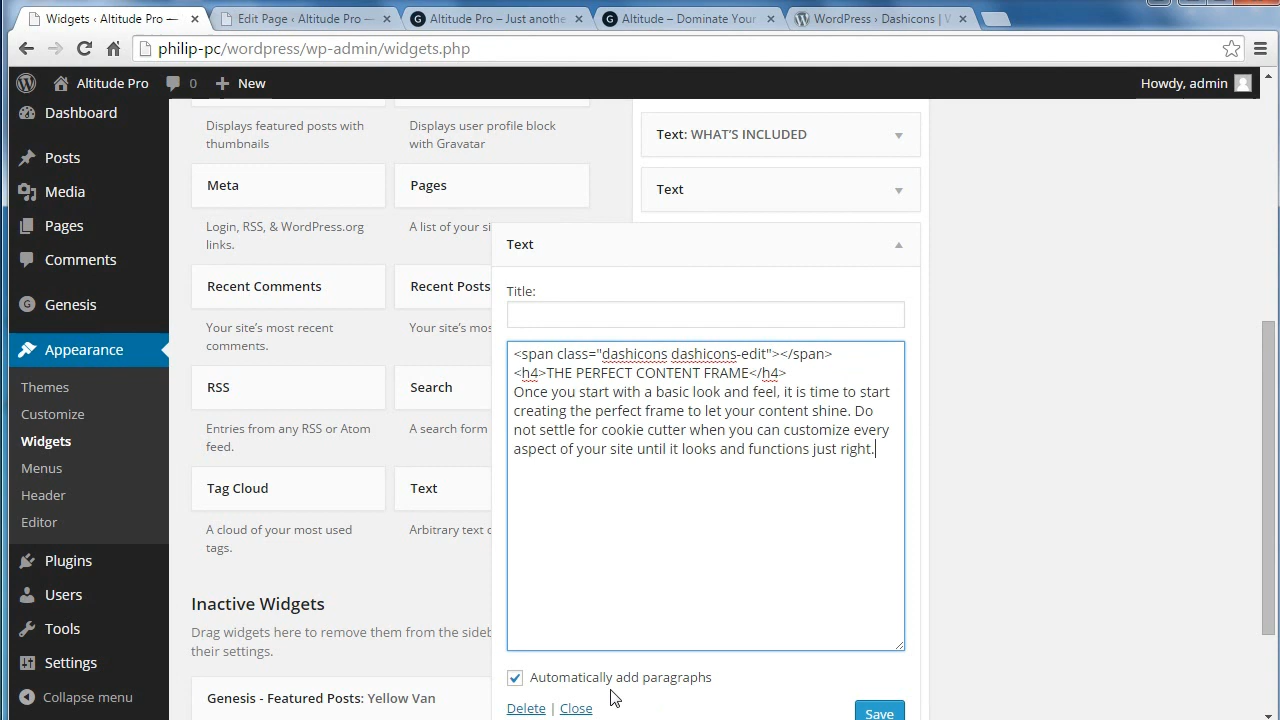 Altitude Pro —
Edit Page ‹ Altitude Pro —
Altitude Pro – Just anothe
Altitude – Dominate Your
WordPress › Dashicons | W
philip-pc/wordpress/wp-admin/widgets.php
Altitude Pro
0
New
Howdy, admin
Dashboard
Posts
Media
Pages
Comments
Genesis
Appearance
Themes
Customize
Widgets
Menus
Header
Editor
Plugins
Users
Tools
Settings
Collapse menu
Displays featured posts with
thumbnails
Displays user profile block
with Gravatar
Meta
Pages
Login, RSS, & WordPress.org
links.
A list of your si
Recent Comments
Recent Posts
Your site's most recent
comments.
Your site's mos
RSS
Search
Entries from any RSS or Atom
feed.
A search form
Tag Cloud
Text
A cloud of your most used
tags.
Arbitrary text o
Inactive Widgets
Drag widgets here to remove them from the sideb
their settings.
Genesis - Featured Posts: Yellow Van
Text: WHAT'S INCLUDED
Text
Text
Title:
<span class="dashicons dashicons-edit"></span>
<h4>THE PERFECT CONTENT FRAME</h4>
Once you start with a basic look and feel, it is time to start
creating the perfect frame to let your content shine. Do
not settle for cookie cutter when you can customize every
aspect of your site until it looks and functions just right.
Automatically add paragraphs
Delete | Close
Save